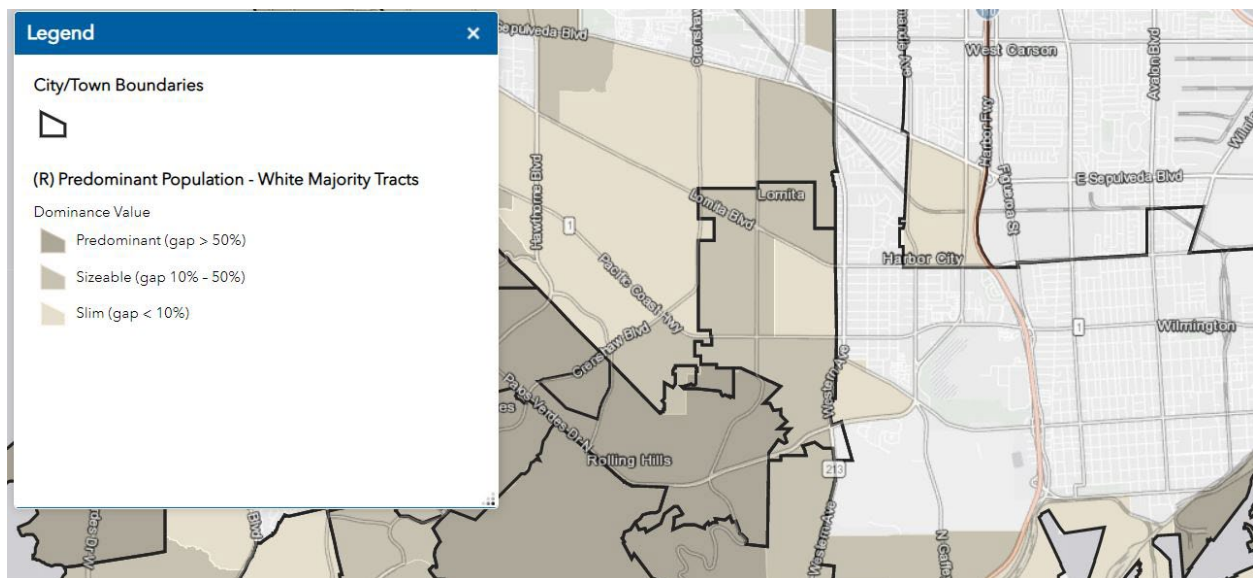 Legend
City/Town Boundaries
(R) Predominant Population - White Majority Tracts
Dominance Value
Predominant (gap > 50%)
Sizeable (gap 10% - 50%)
Slim (gap < 10%)
Sepulveda Blvd
Crenshaw Blvd
West Carson
Avalon Blvd
Harbor Fwy
Figueroa St
E Sepulveda Blvd
Hawthorne Blvd
1
Lomita Blvd
Lomita
Harbor City
Pacific Coast Hwy
Crenshaw Blvd
Palos Verdes Dr N
Western Ave
1
Wilmington
Rolling Hills
213
Western Ave
Blvd